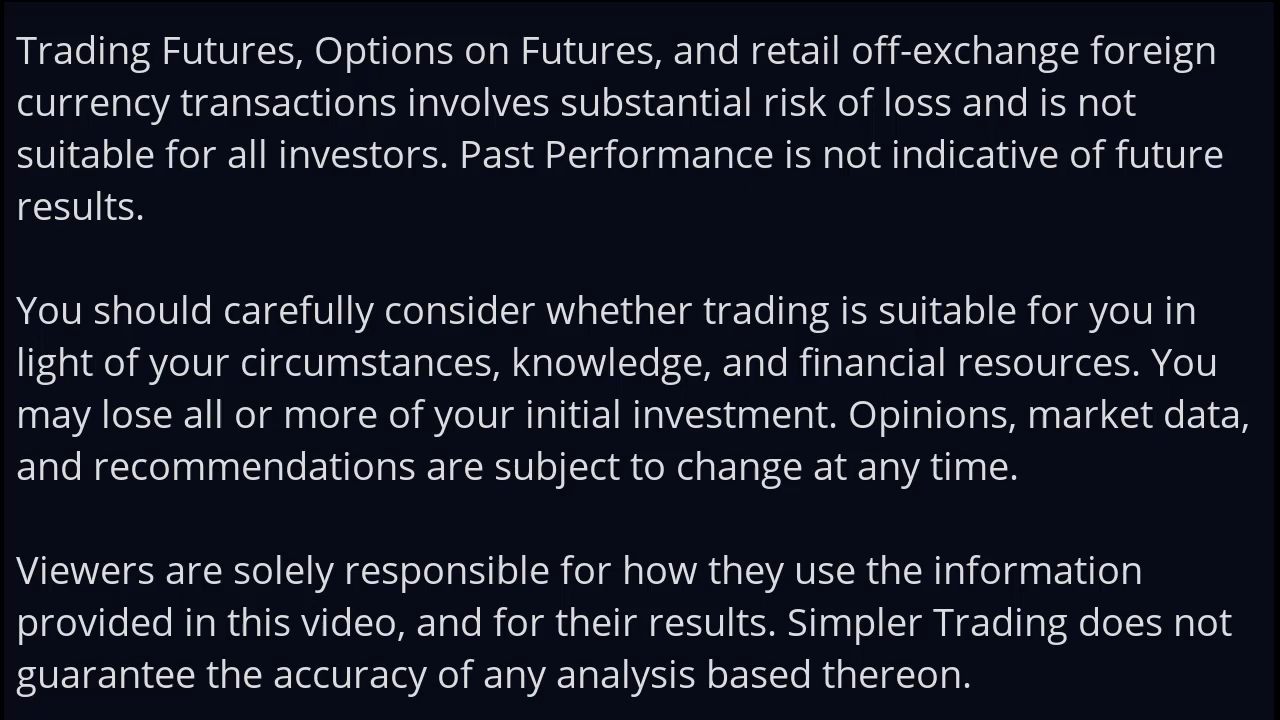 Trading Futures, Options on Futures, and retail off-exchange foreign
currency transactions involves substantial risk of loss and is not
suitable for all investors. Past Performance is not indicative of future
results.
You should carefully consider whether trading is suitable for you in
light of your circumstances, knowledge, and financial resources. You
may lose all or more of your initial investment. Opinions, market data,
and recommendations are subject to change at any time.
Viewers are solely responsible for how they use the information
provided in this video, and for their results. Simpler Trading does not
guarantee the accuracy of any analysis based thereon.